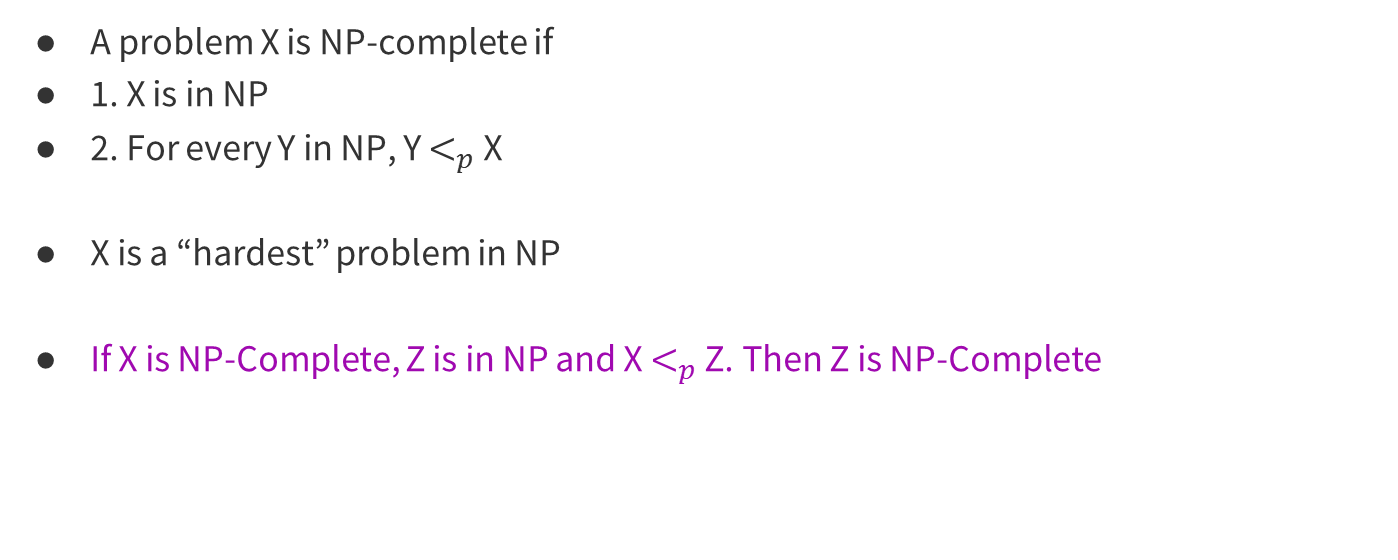 ● A problem X is NP-complete if
● 1. X is in NP
● 2. For every Y in NP, Y <ₚ X
● X is a “hardest” problem in NP
● If X is NP-Complete, Z is in NP and X <ₚ Z. Then Z is NP-Complete